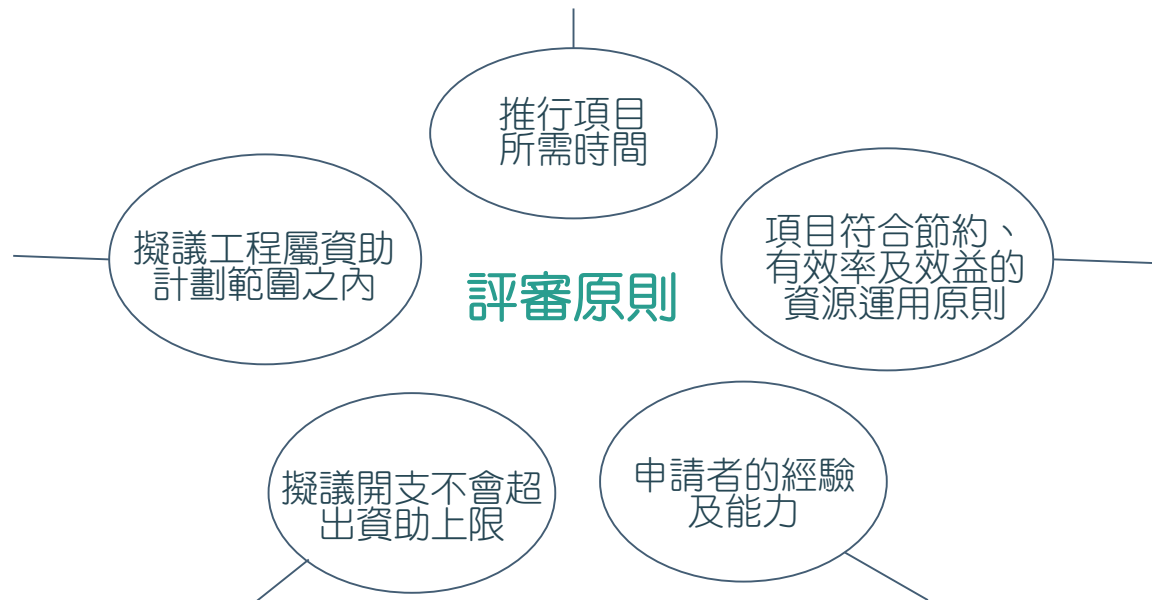 推行項目
所需時間
擬議工程屬資助
計劃範圍之內
項目符合節約、
有效率及效益的
資源運用原則
評審原則
擬議開支不會超
出資助上限
申請者的經驗
及能力